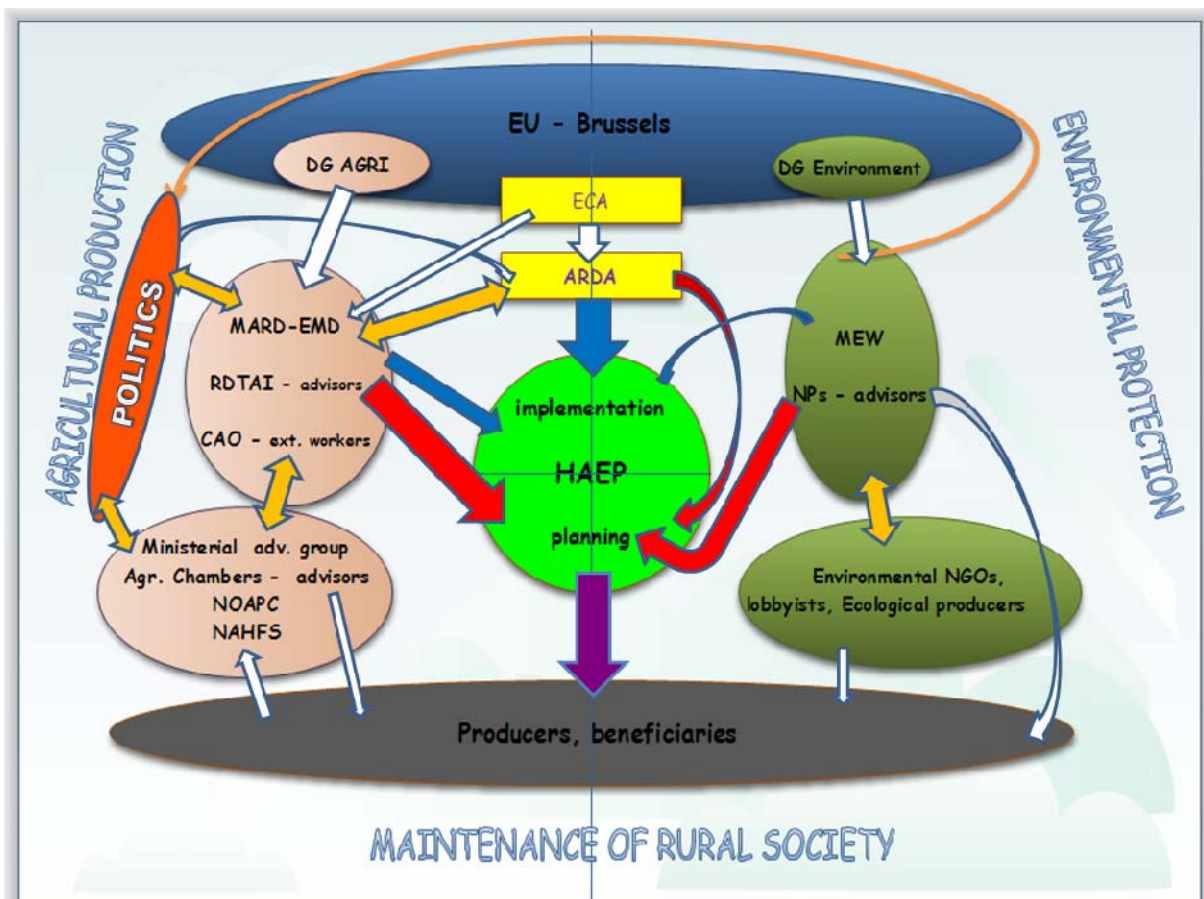 EU - Brussels
DG AGRI
DG Environment
ECA
ARDA
AGRICULTURAL PRODUCTION
POLITICS
ENVIRONMENTAL PROTECTION
MARD-EMD
RDTAI - advisors
CAO - ext. workers
MEW
NPs - advisors
implementation
HAEP
planning
Ministerial adv. group
Agr. Chambers - advisors
NOAPC
NAHFS
Environmental NGOs,
lobbyists, Ecological producers
Producers, beneficiaries
MAINTENANCE OF RURAL SOCIETY